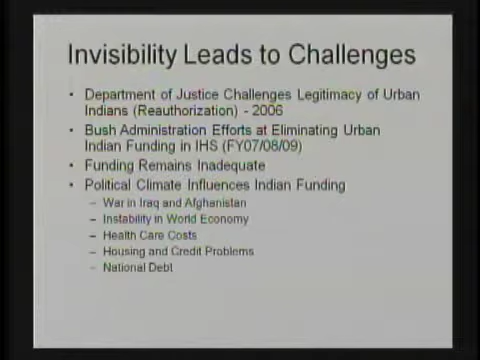 Invisibility Leads to Challenges
• Department of Justice Challenges Legitimacy of Urban
Indians (Reauthorization) - 2006
• Bush Administration Efforts at Eliminating Urban
Indian Funding in IHS (FY07/08/09)
• Funding Remains Inadequate
• Political Climate Influences Indian Funding
– War in Iraq and Afghanistan
– Instability in World Economy
– Health Care Costs
– Housing and Credit Problems
– National Debt